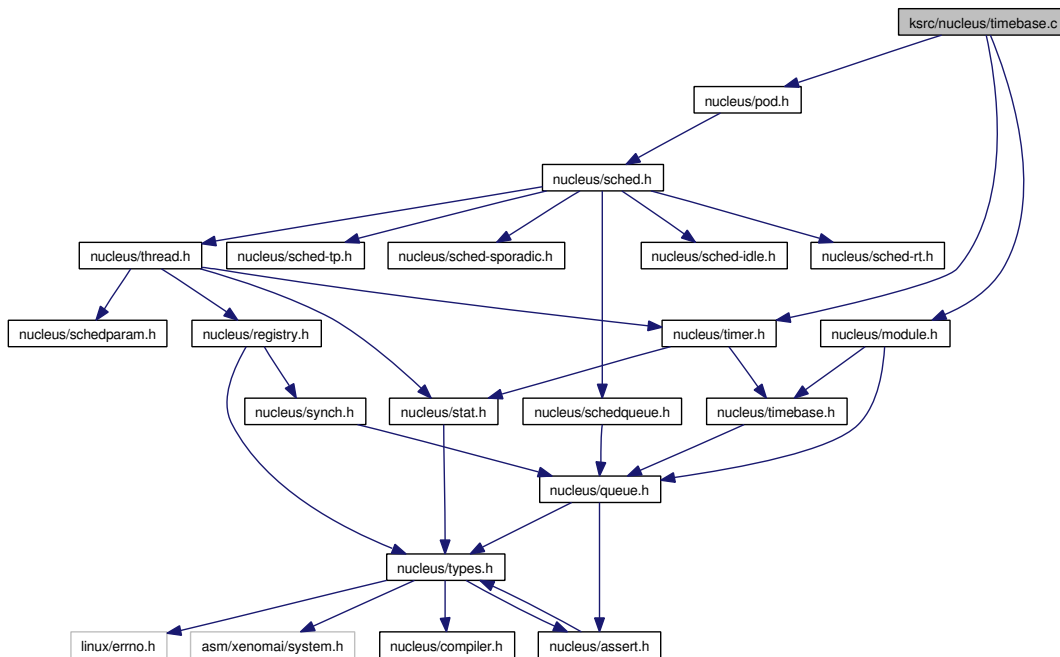 ksrc/nucleus/timebase.c
nucleus/pod.h
nucleus/sched.h
nucleus/thread.h
nucleus/sched-tp.h
nucleus/sched-sporadic.h
nucleus/sched-idle.h
nucleus/sched-rt.h
nucleus/schedparam.h
nucleus/registry.h
nucleus/timer.h
nucleus/module.h
nucleus/synch.h
nucleus/stat.h
nucleus/schedqueue.h
nucleus/timebase.h
nucleus/queue.h
nucleus/types.h
linux/errno.h
asm/xenomai/system.h
nucleus/compiler.h
nucleus/assert.h